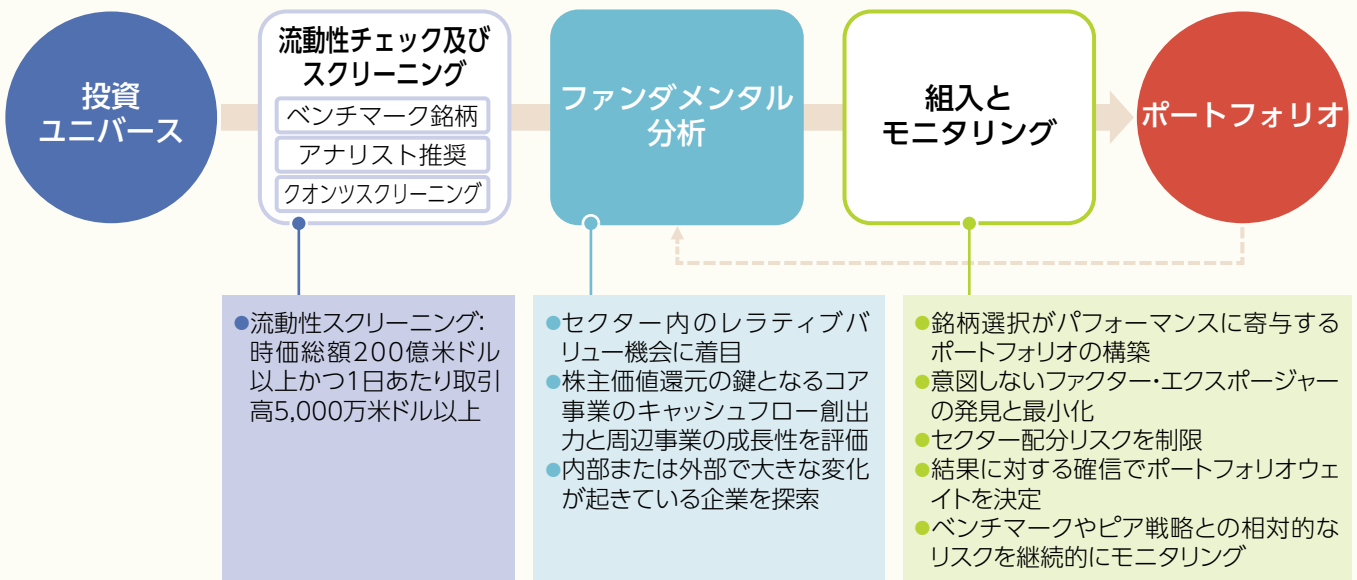 投資
ユニバース
流動性チェック及び
スクリーニング
ベンチマーク銘柄
アナリスト推奨
クオンツスクリーニング
ファンダメンタル
分析
組入と
モニタリング
ポートフォリオ
●流動性スクリーニング:
時価総額200億米ドル
以上かつ1日あたり取引
高5,000万米ドル以上
●セクター内のレラティブバ
リュー機会に着目
●株主価値還元の鍵となるコア
事業のキャッシュフロー創出
力と周辺事業の成長性を評価
●内部または外部で大きな変化
が起きている企業を探索
●銘柄選択がパフォーマンスに寄与する
ポートフォリオの構築
●意図しないファクター・エクスポージャー
の発見と最小化
●セクター配分リスクを制限
●結果に対する確信でポートフォリオウェ
イトを決定
●ベンチマークやピア戦略との相対的な
リスクを継続的にモニタリング